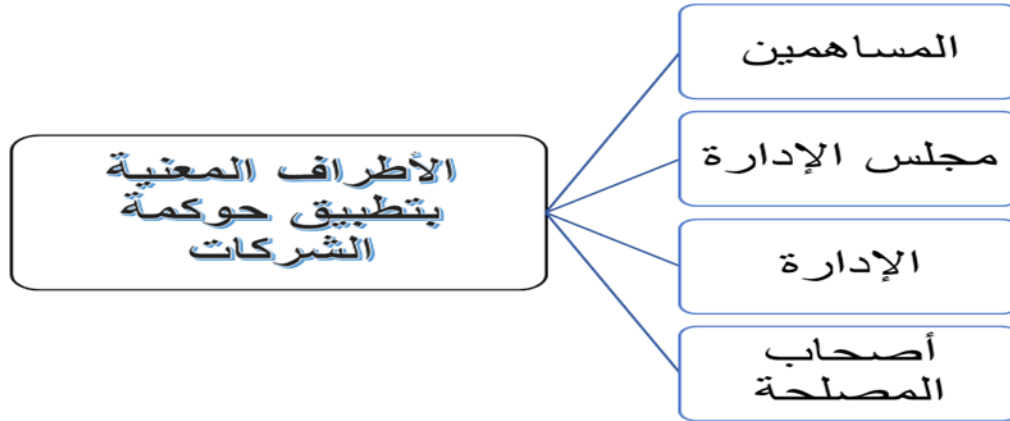 الأطراف المعنية
بتطبيق حوكمة
الشركات
المساهمين
مجلس الإدارة
الإدارة
أصحاب
المصلحة